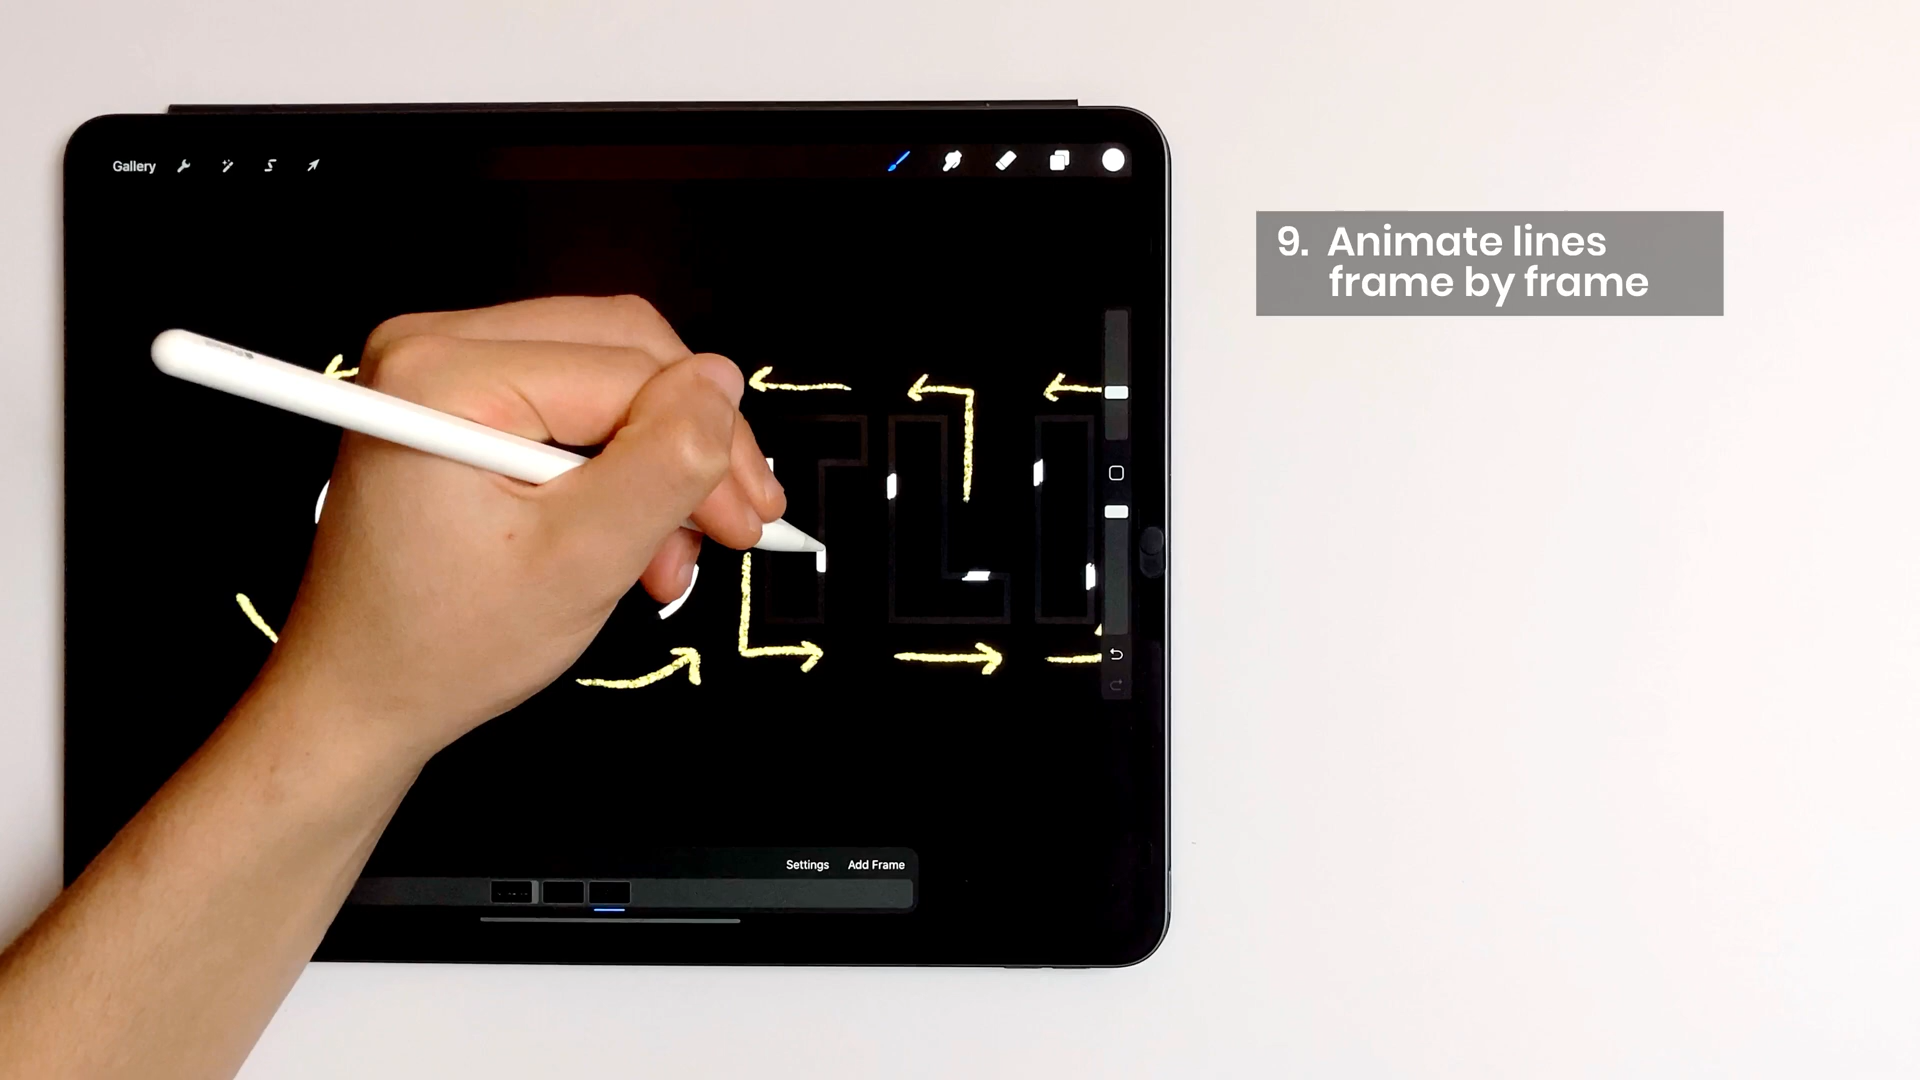 Gallery
9. Animate lines
frame by frame
Settings Add Frame